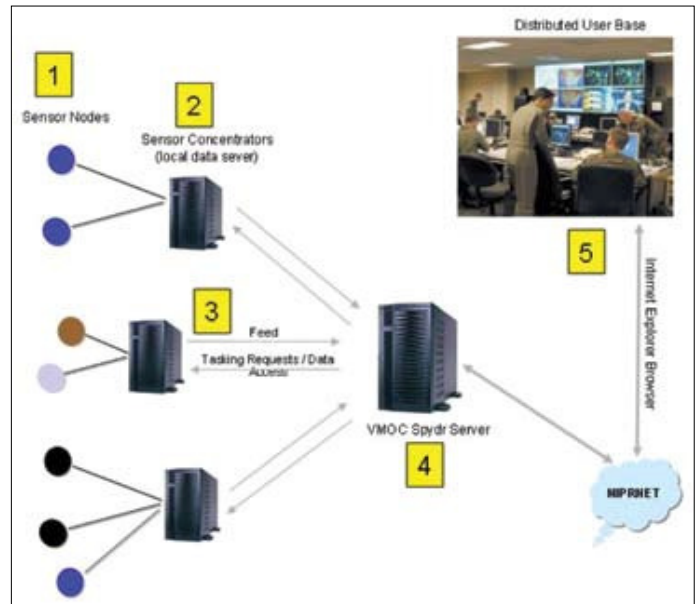 Distributed User Base
1
Sensor Nodes
2
Sensor Concentrators
(local data sever)
3
Feed
Tasking Requests / Data
Access
VMOC Spydr Server
4
5
Internet Explorer Browser
NIPRNET